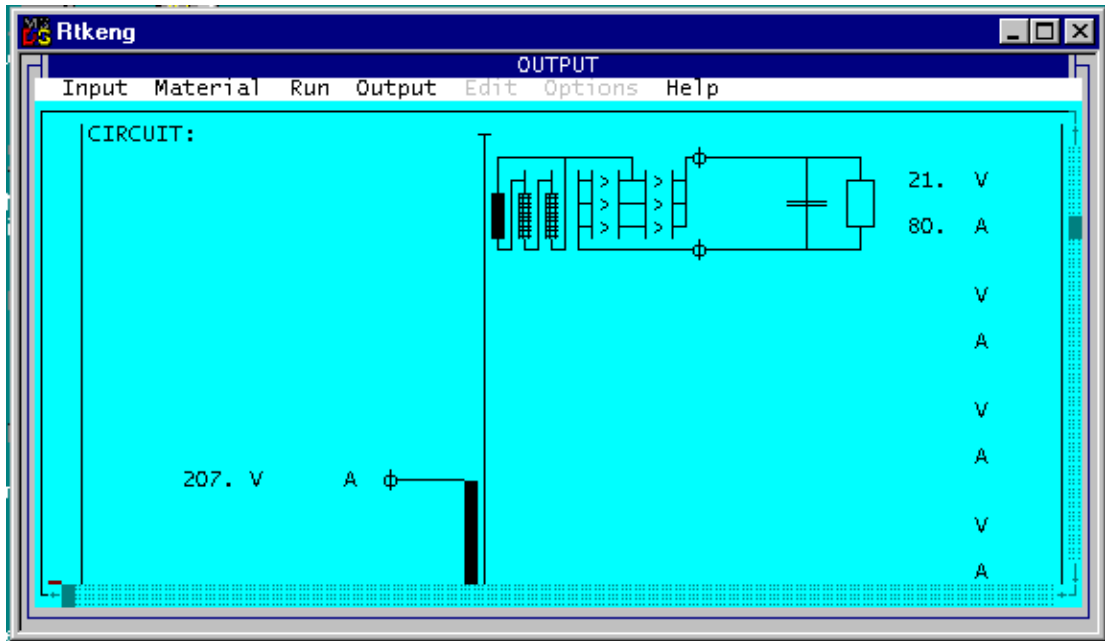 Rtkeng
OUTPUT
Input Material Run Output Edit Options Help
CIRCUIT:
21. V
80. A
V
A
V
A
207. V A
V
A